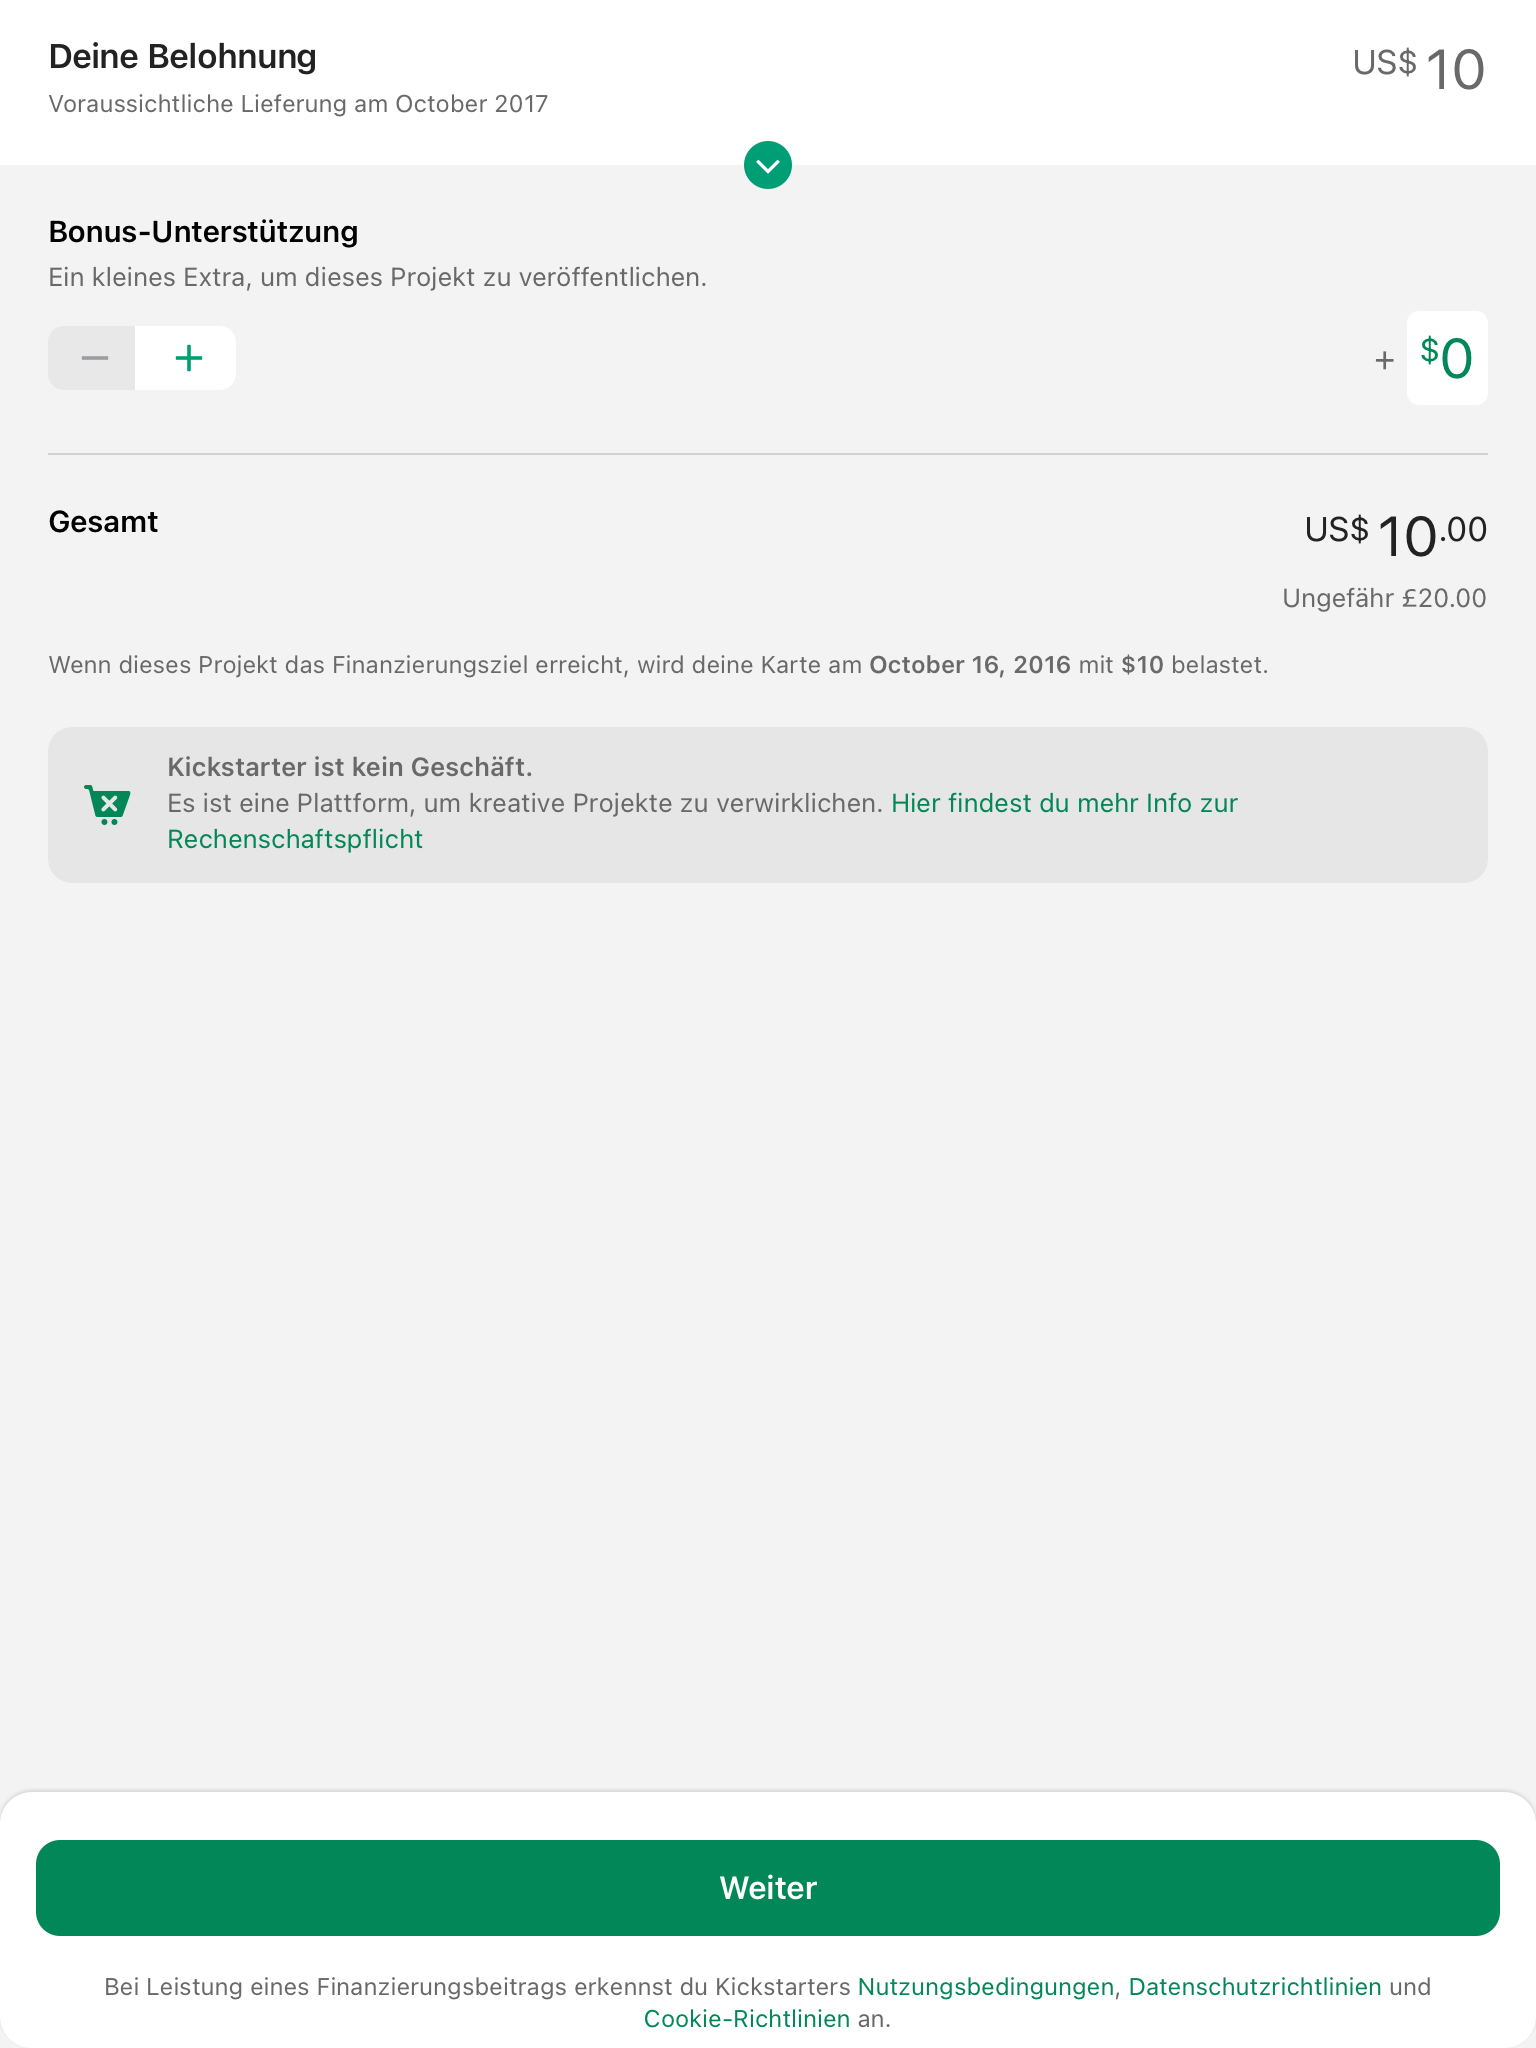 Deine Belohnung
US$ 10
Voraussichtliche Lieferung am October 2017
Bonus-Unterstützung
Ein kleines Extra, um dieses Projekt zu veröffentlichen.
+ $0
Gesamt
US$ 10.00
Ungefähr £20.00
Wenn dieses Projekt das Finanzierungsziel erreicht, wird deine Karte am October 16, 2016 mit $10 belastet.
Kickstarter ist kein Geschäft.
Es ist eine Plattform, um kreative Projekte zu verwirklichen. Hier findest du mehr Info zur
Rechenschaftspflicht
Weiter
Bei Leistung eines Finanzierungsbeitrags erkennst du Kickstarters Nutzungsbedingungen, Datenschutzrichtlinien und
Cookie-Richtlinien an.